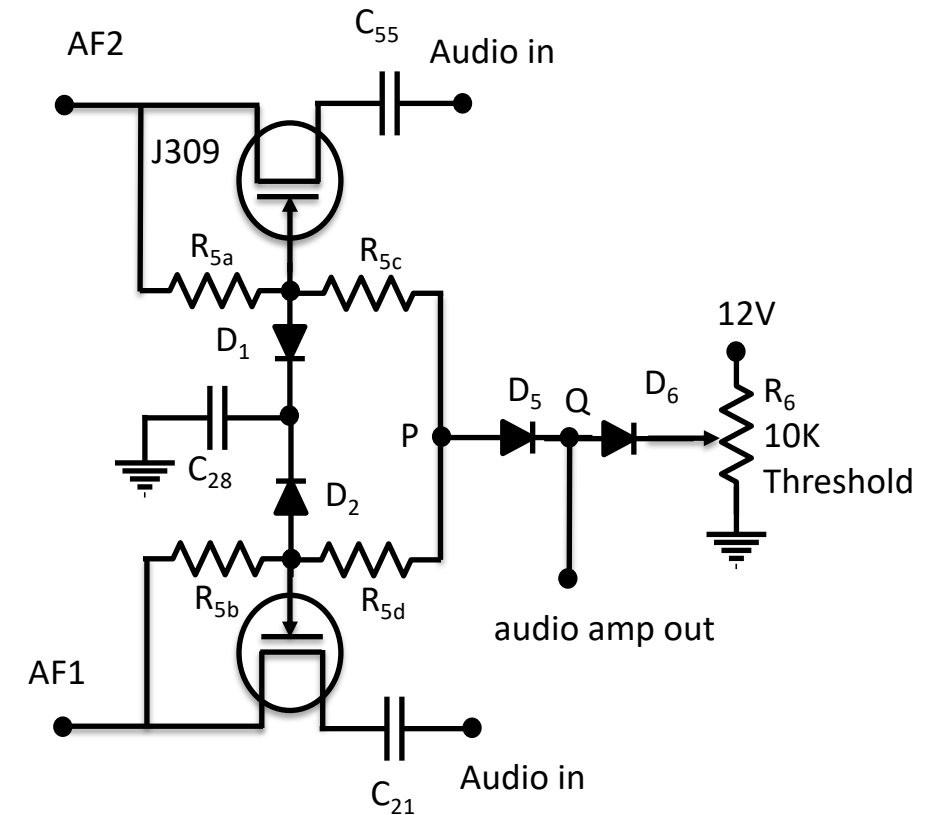 C55
AF2
Audio in
J309
R5a
R5c
12V
D1
D5
Q
D6
R6
P
10K
C28
Threshold
D2
R5b
R5d
audio amp out
AF1
Audio in
C21